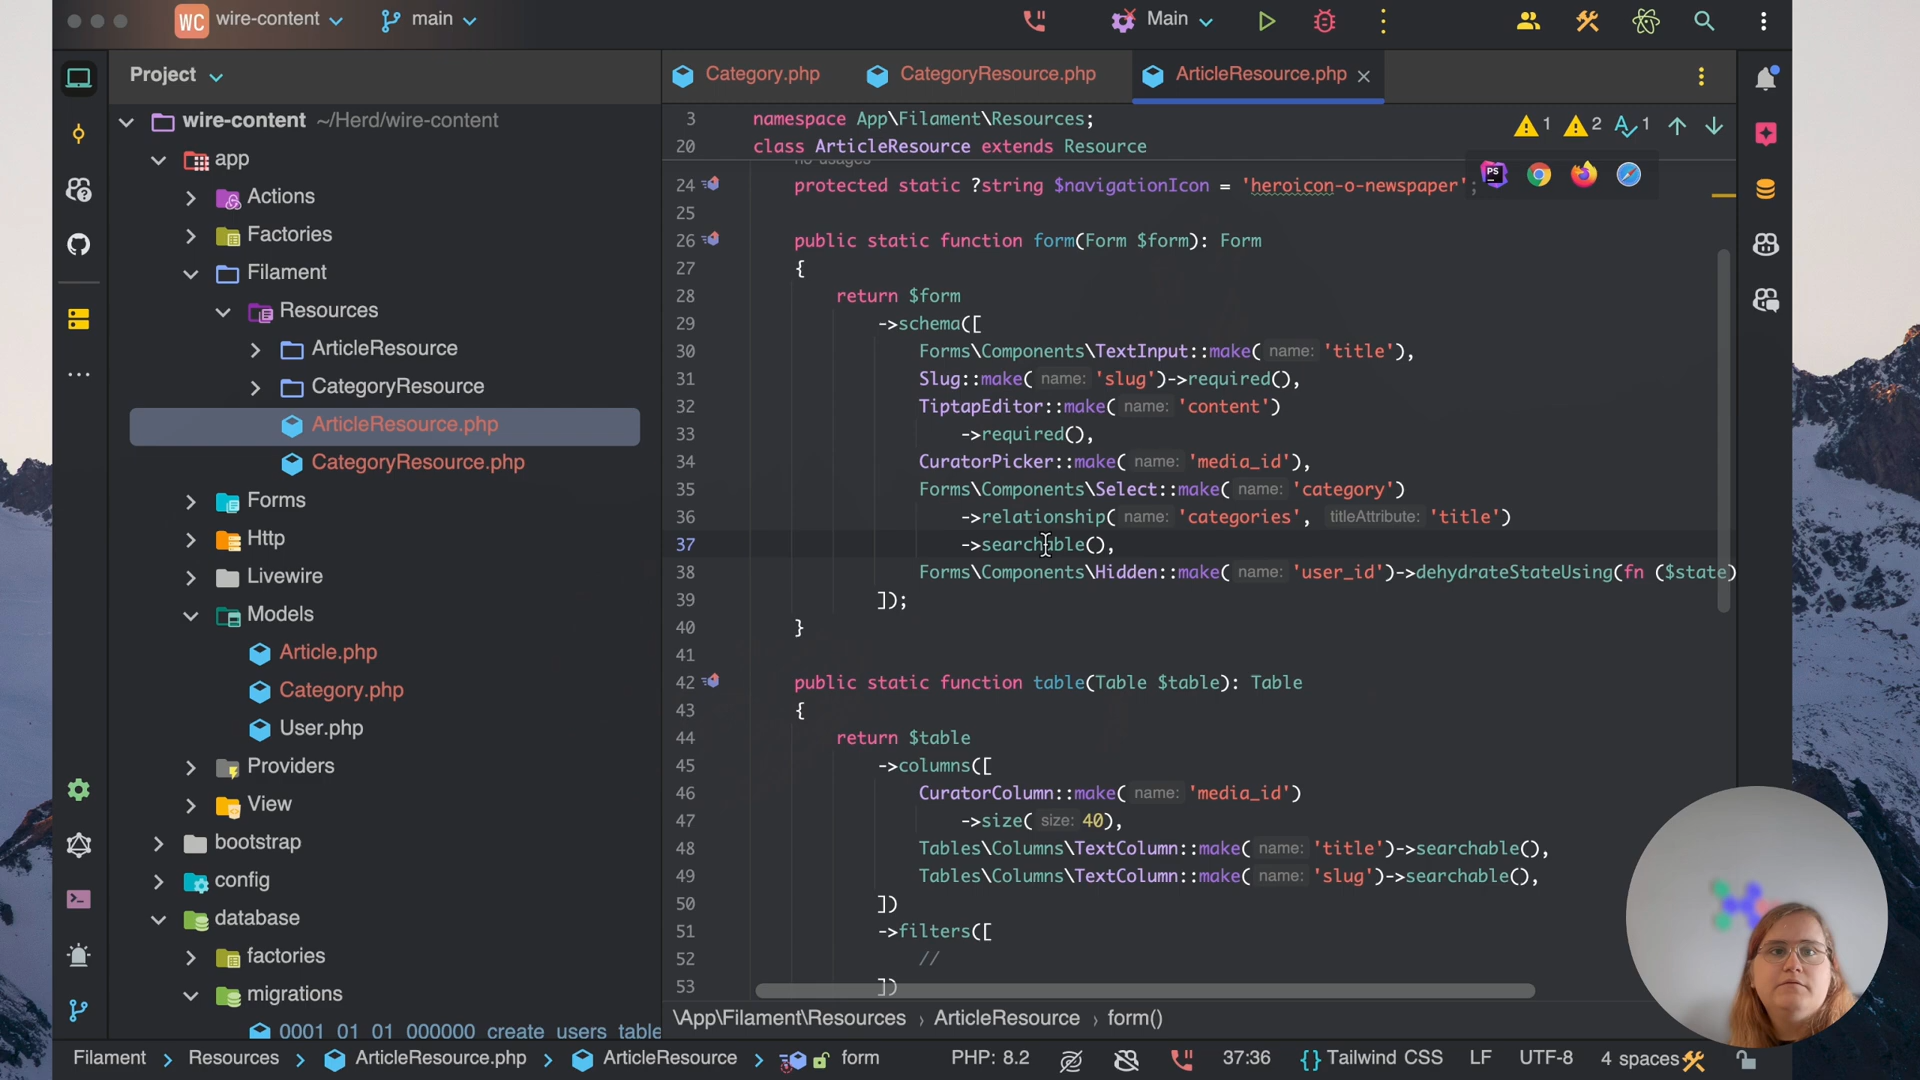 WC wire-content main Main
Project Category.php CategoryResource.php ArticleResource.php
wire-content ~/Herd/wire-content
app
Actions
Factories
Filament
Resources
ArticleResource
CategoryResource
ArticleResource.php
CategoryResource.php
Forms
Http
Livewire
Models
Article.php
Category.php
User.php
Providers
View
bootstrap
config
database
factories
migrations
0001_01_01_000000_create_users_table
3 namespace App\Filament\Resources;
1 2 1
20 class ArticleResource extends Resource
no usages
24 protected static ?string $navigationIcon = 'heroicon-o-newspaper';
PS
25
26 public static function form(Form $form): Form
27 {
28 return $form
29 ->schema([
30 Forms\Components\TextInput::make( name: 'title'),
31 Slug::make( name: 'slug')->required(),
32 TiptapEditor::make( name: 'content')
33 ->required(),
34 CuratorPicker::make( name: 'media_id'),
35 Forms\Components\Select::make( name: 'category')
36 ->relationship( name: 'categories', titleAttribute: 'title')
37 ->searchable(),
38 Forms\Components\Hidden::make( name: 'user_id')->dehydrateStateUsing(fn ($state)
39 ]);
40 }
41
42 public static function table(Table $table): Table
43 {
44 return $table
45 ->columns([
46 CuratorColumn::make( name: 'media_id')
47 ->size( size: 40),
48 Tables\Columns\TextColumn::make( name: 'title')->searchable(),
49 Tables\Columns\TextColumn::make( name: 'slug')->searchable(),
50 ])
51 ->filters([
52 //
53 ])
\App\Filament\Resources › ArticleResource › form()
Filament › Resources › ArticleResource.php › ArticleResource › form PHP: 8.2 37:36 {} Tailwind CSS LF UTF-8 4 spaces